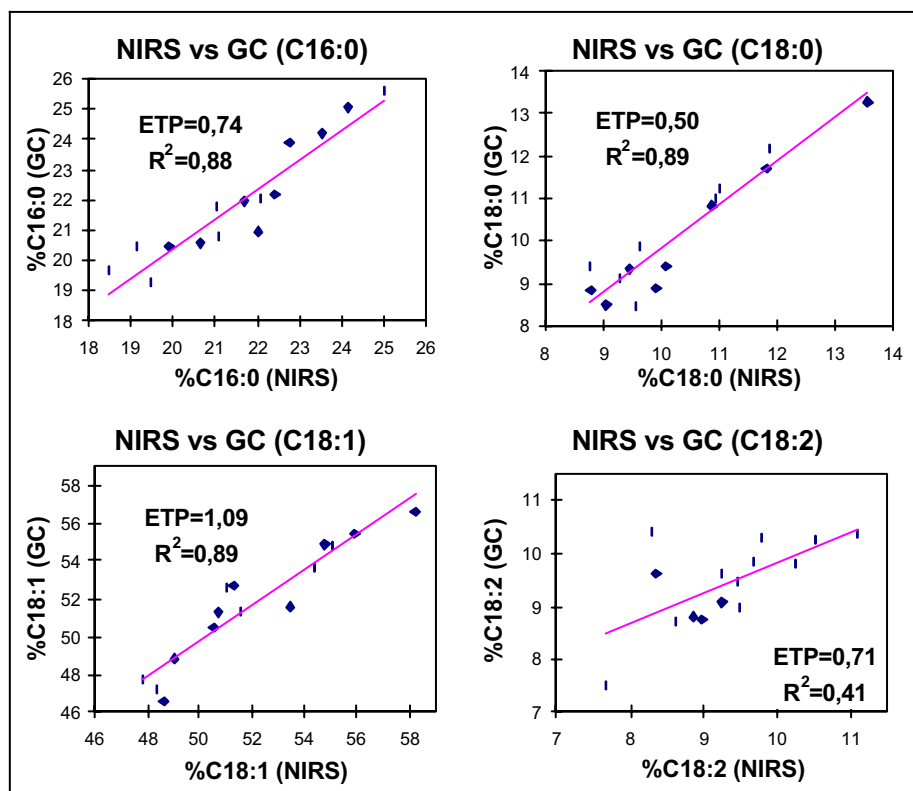 NIRS vs GC (C16:0)
26
25
24
23
22
21
20
19
18
%C16:0 (GC)
ETP=0,74
R2=0,88
18 19 20 21 22 23 24 25 26
%C16:0 (NIRS)
NIRS vs GC (C18:0)
14
13
12
11
10
9
8
%C18:0 (GC)
ETP=0,50
R2=0,89
8 9 10 11 12 13 14
%C18:0 (NIRS)
NIRS vs GC (C18:1)
58
56
54
52
50
48
46
%C18:1 (GC)
ETP=1,09
R2=0,89
46 48 50 52 54 56 58
%C18:1 (NIRS)
NIRS vs GC (C18:2)
11
10
9
8
7
%C18:2 (GC)
ETP=0,71
R2=0,41
7 8 9 10 11
%C18:2 (NIRS)